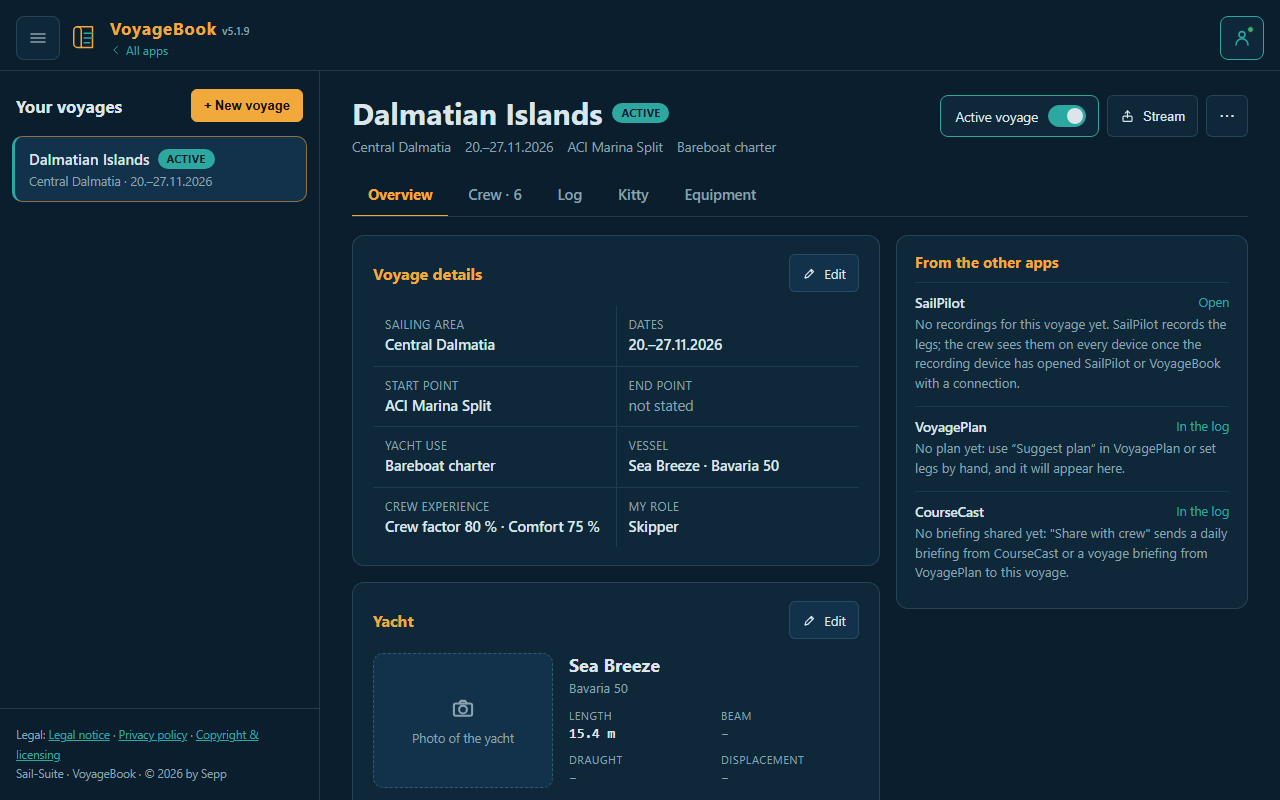 VoyageBook v5.1.9
All apps
Your voyages
+ New voyage
Dalmatian Islands ACTIVE
Central Dalmatia · 20.–27.11.2026
Legal: Legal notice · Privacy policy · Copyright &
licensing
Sail-Suite · VoyageBook · © 2026 by Sepp
Dalmatian Islands ACTIVE
Active voyage
Stream
Central Dalmatia 20.–27.11.2026 ACI Marina Split Bareboat charter
Overview Crew · 6 Log Kitty Equipment
Voyage details
Edit
SAILING AREA
Central Dalmatia
DATES
20.–27.11.2026
START POINT
ACI Marina Split
END POINT
not stated
YACHT USE
Bareboat charter
VESSEL
Sea Breeze · Bavaria 50
CREW EXPERIENCE
Crew factor 80 % · Comfort 75 %
MY ROLE
Skipper
Yacht
Edit
Photo of the yacht
Sea Breeze
Bavaria 50
LENGTH
15.4 m
BEAM
–
DRAUGHT
–
DISPLACEMENT
–
From the other apps
SailPilot Open
No recordings for this voyage yet. SailPilot records the
legs; the crew sees them on every device once the
recording device has opened SailPilot or VoyageBook
with a connection.
VoyagePlan In the log
No plan yet: use “Suggest plan” in VoyagePlan or set
legs by hand, and it will appear here.
CourseCast In the log
No briefing shared yet: "Share with crew" sends a daily
briefing from CourseCast or a voyage briefing from
VoyagePlan to this voyage.